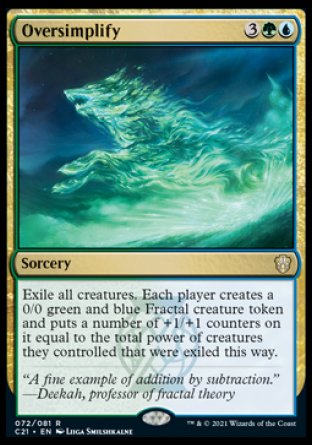 Oversimplify 3
Sorcery
Exile all creatures. Each player creates a
0/0 green and blue Fractal creature token
and puts a number of +1/+1 counters on
it equal to the total power of creatures
they controlled that were exiled this way.
"A fine example of addition by subtraction."
—Deekah, professor of fractal theory
072/081 R
C21 • EN LIIGA SMILSHKALNE
™ & © 2021 Wizards of the Coast